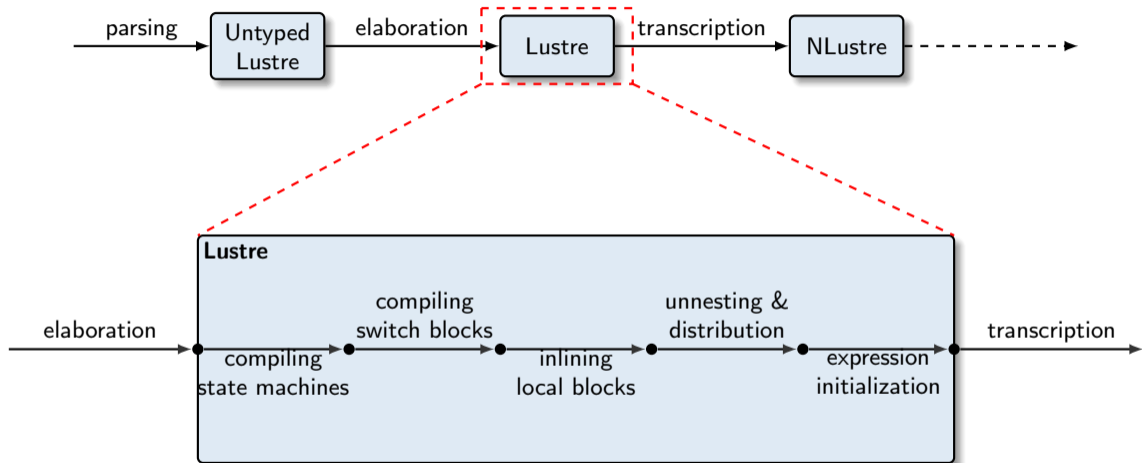 parsing
Untyped
Lustre
elaboration
Lustre
transcription
NLustre
Lustre
elaboration
compiling
state machines
compiling
switch blocks
inlining
local blocks
unnesting &
distribution
expression
initialization
transcription